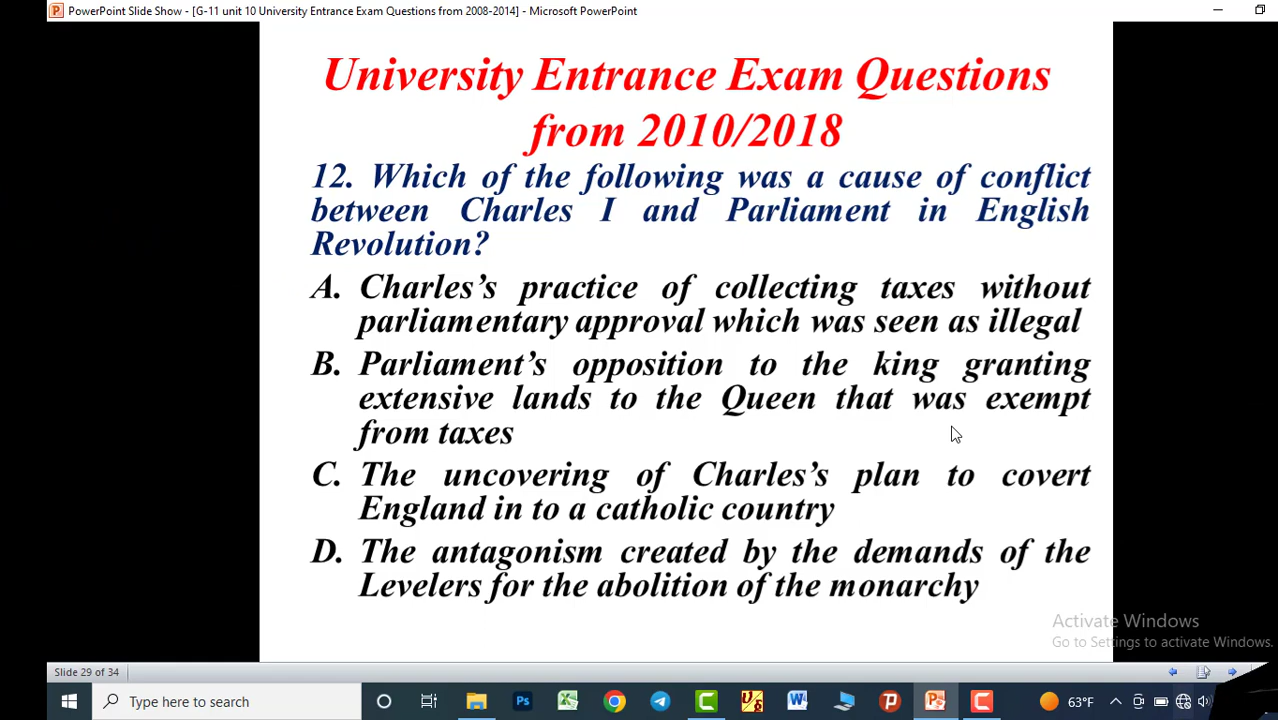 PowerPoint Slide Show - [G-11 unit 10 University Entrance Exam Questions from 2008-2014] - Microsoft PowerPoint
University Entrance Exam Questions
from 2010/2018
12. Which of the following was a cause of conflict
between Charles I and Parliament in English
Revolution?
A. Charles’s practice of collecting taxes without
parliamentary approval which was seen as illegal
B. Parliament’s opposition to the king granting
extensive lands to the Queen that was exempt
from taxes
C. The uncovering of Charles’s plan to covert
England in to a catholic country
D. The antagonism created by the demands of the
Levelers for the abolition of the monarchy
Activate Windows
Go to Settings to activate Windows.
Slide 29 of 34
Type here to search
63°F